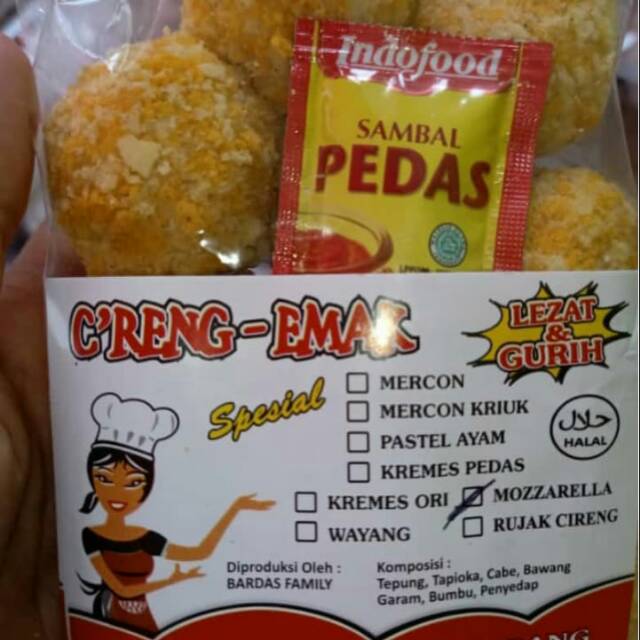 Indofood
SAMBAL
PEDAS
C'RENG-EMAK
LEZAT
&
GURIH
Spesial
MERCON
MERCON KRIUK
PASTEL AYAM
KREMES PEDAS
KREMES ORI
MOZZARELLA
WAYANG
RUJAK CIRENG
حلال
HALAL
Diproduksi Oleh :
BARDAS FAMILY
Komposisi :
Tepung, Tapioka, Cabe, Bawang
Garam, Bumbu, Penyedap